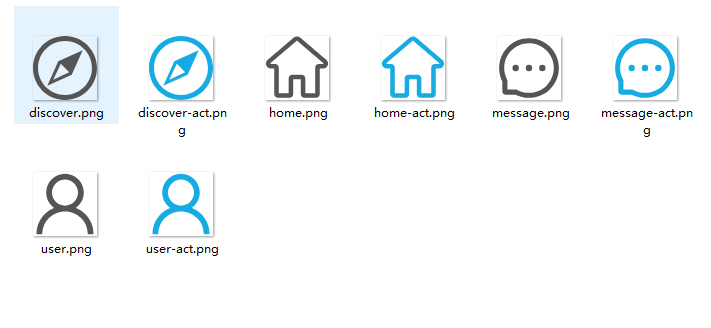 discover.png
discover-act.pn
g
home.png
home-act.png
message.png
message-act.pn
g
user.png
user-act.png